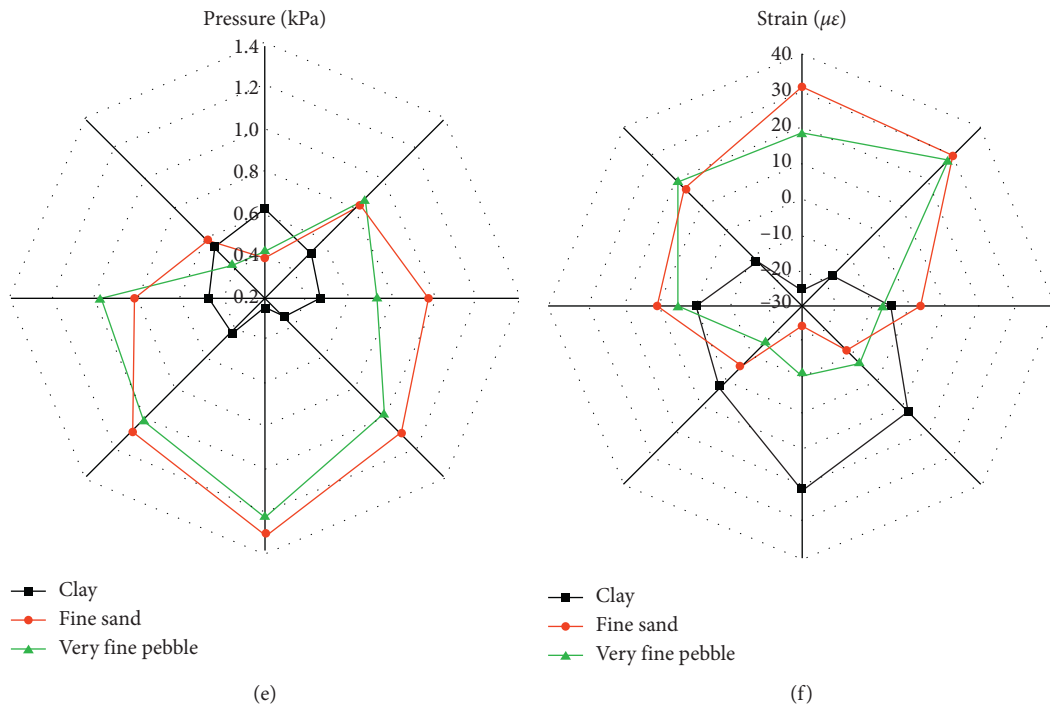 Pressure (kPa)
1.4
1.2
1.0
0.8
0.6
0.4
0.2
Clay
Fine sand
Very fine pebble
(e)
Strain (με)
40
30
20
10
0
−10
−20
−30
Clay
Fine sand
Very fine pebble
(f)